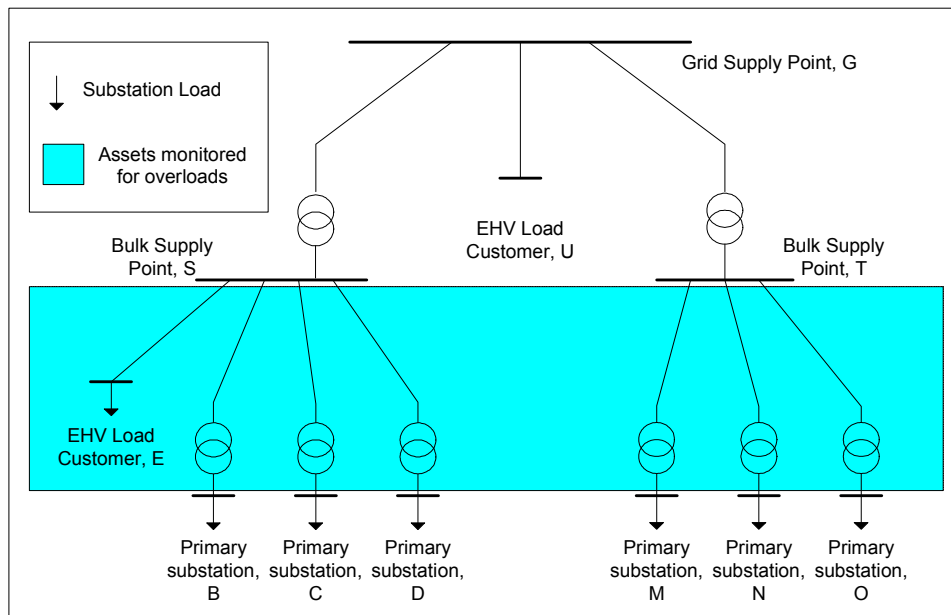 Grid Supply Point, G
Substation Load
Assets monitored
for overloads
EHV Load
Customer, U
Bulk Supply
Point, S
Bulk Supply
Point, T
EHV Load
Customer, E
Primary
substation,
B
Primary
substation,
C
Primary
substation,
D
Primary
substation,
M
Primary
substation,
N
Primary
substation,
O